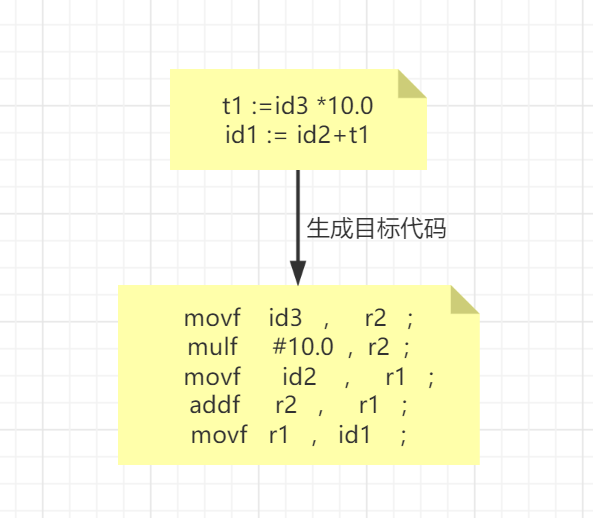 t1 :=id3 *10.0
id1 := id2+t1
生成目标代码
movf id3 , r2 ;
mulf #10.0 , r2 ;
movf id2 , r1 ;
addf r2 , r1 ;
movf r1 , id1 ;